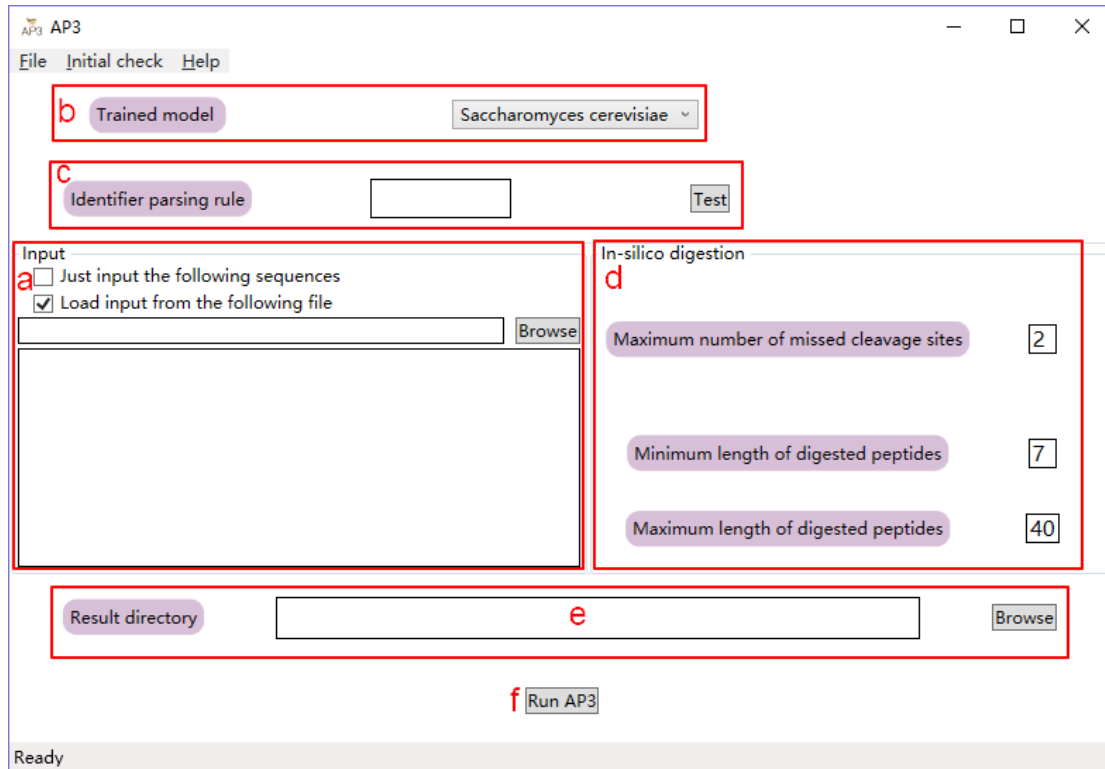 AP3 AP3
File Initial check Help
b Trained model Saccharomyces cerevisiae
c
Identifier parsing rule Test
Input
a Just input the following sequences
Load input from the following file
Browse
In-silico digestion
d
Maximum number of missed cleavage sites 2
Minimum length of digested peptides 7
Maximum length of digested peptides 40
Result directory e Browse
f Run AP3
Ready